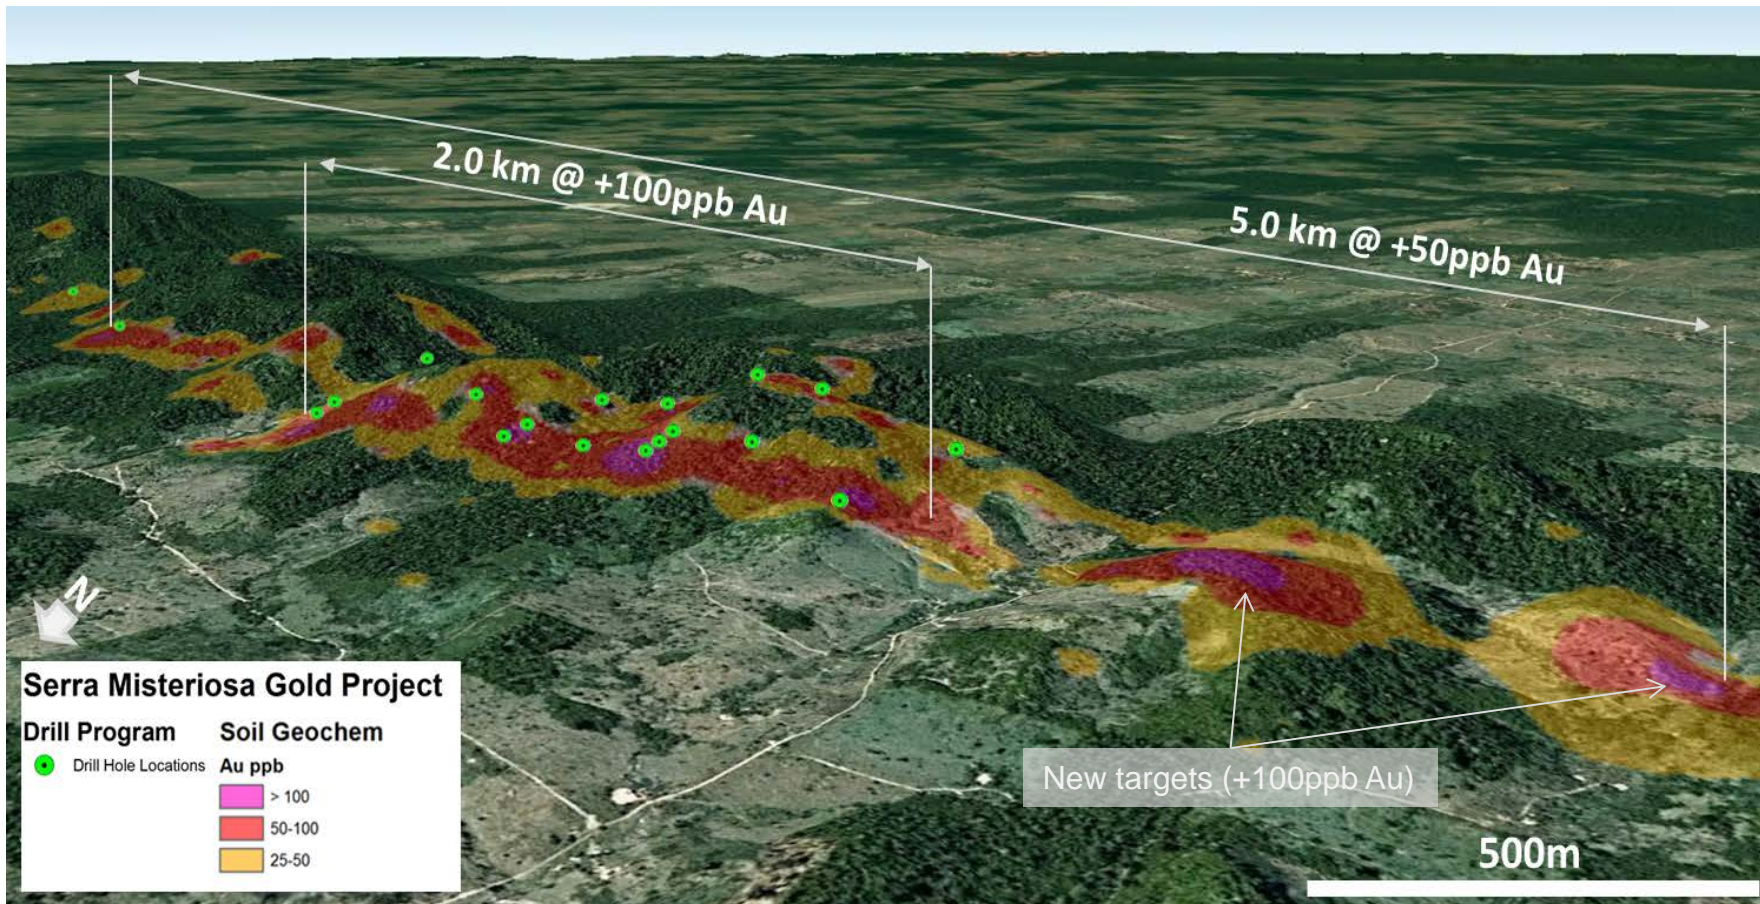 2.0 km @ +100ppb Au
5.0 km @ +50ppb Au
N
Serra Misteriosa Gold Project
Drill Program
Soil Geochem
Drill Hole Locations
Au ppb
> 100
50-100
25-50
New targets (+100ppb Au)
500m